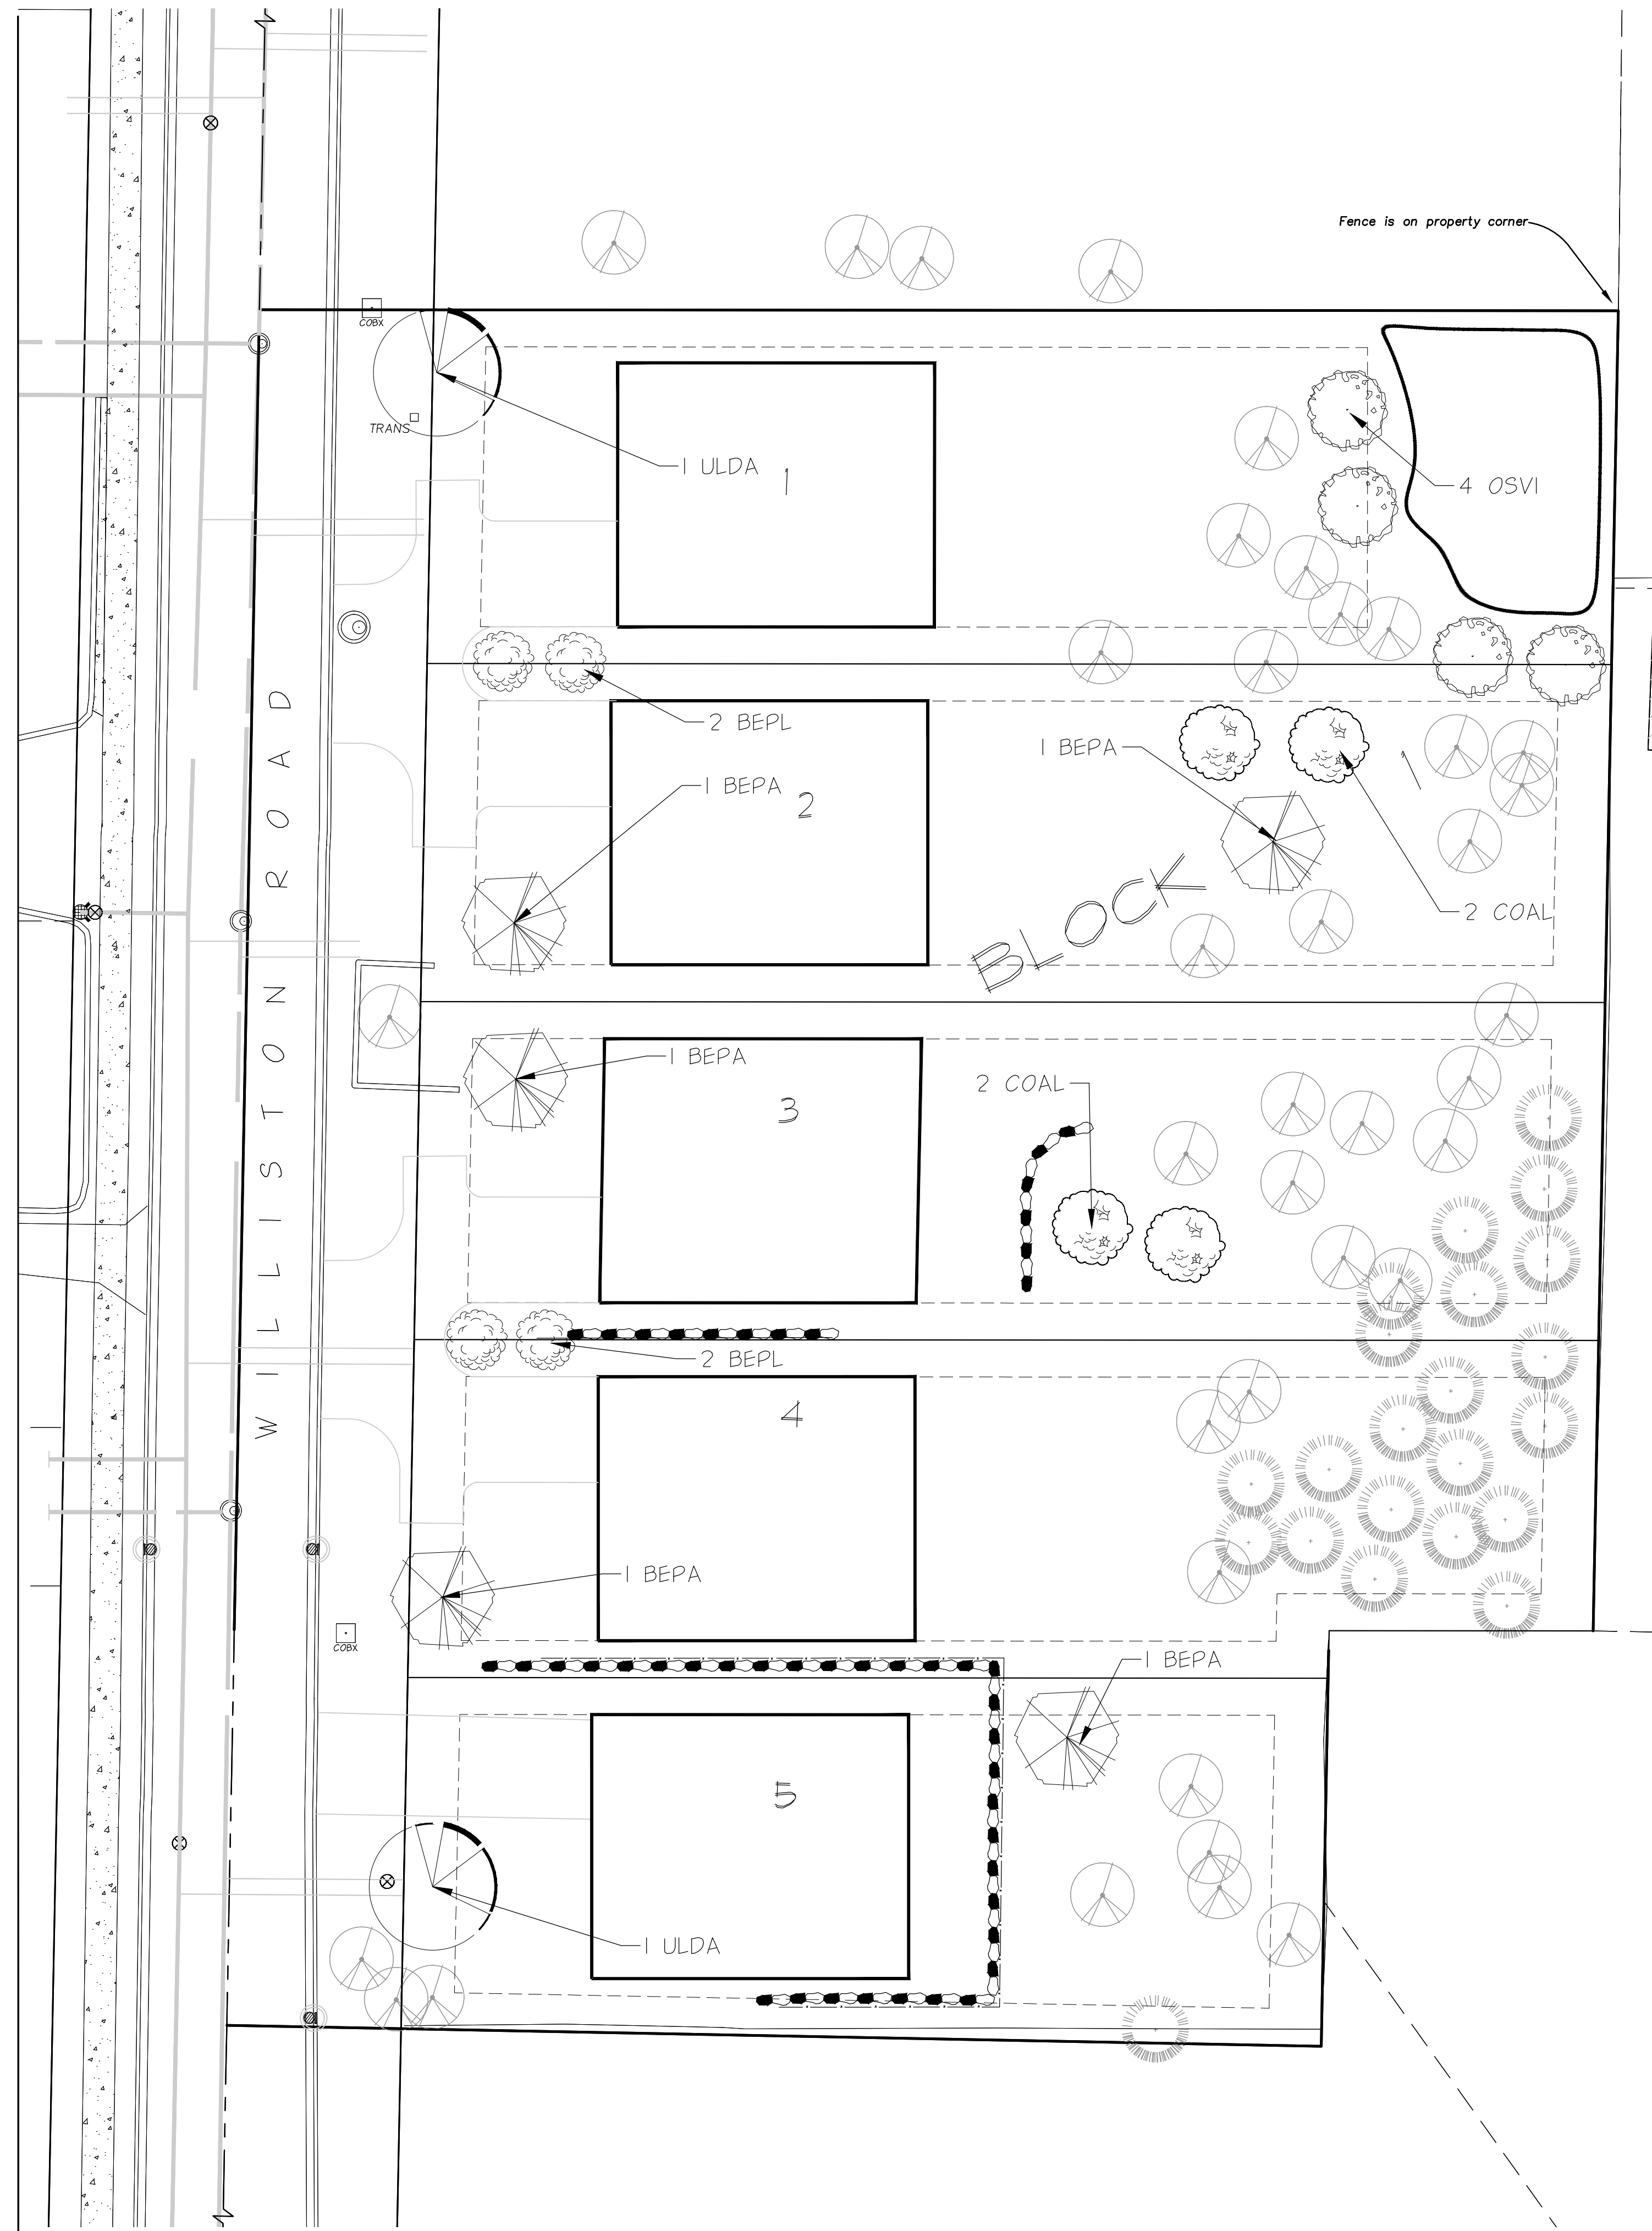 Fence is on property corner
COBX
TRANS
1 ULDA
1
4 OSVI
2 BEPL
1 BEPA
2 COAL
1
1 BEPA
2
BLOCK
WILLISTON ROAD
1 BEPA
2 COAL
3
2 BEPL
4
1 BEPA
COBX
1 BEPA
5
1 ULDA